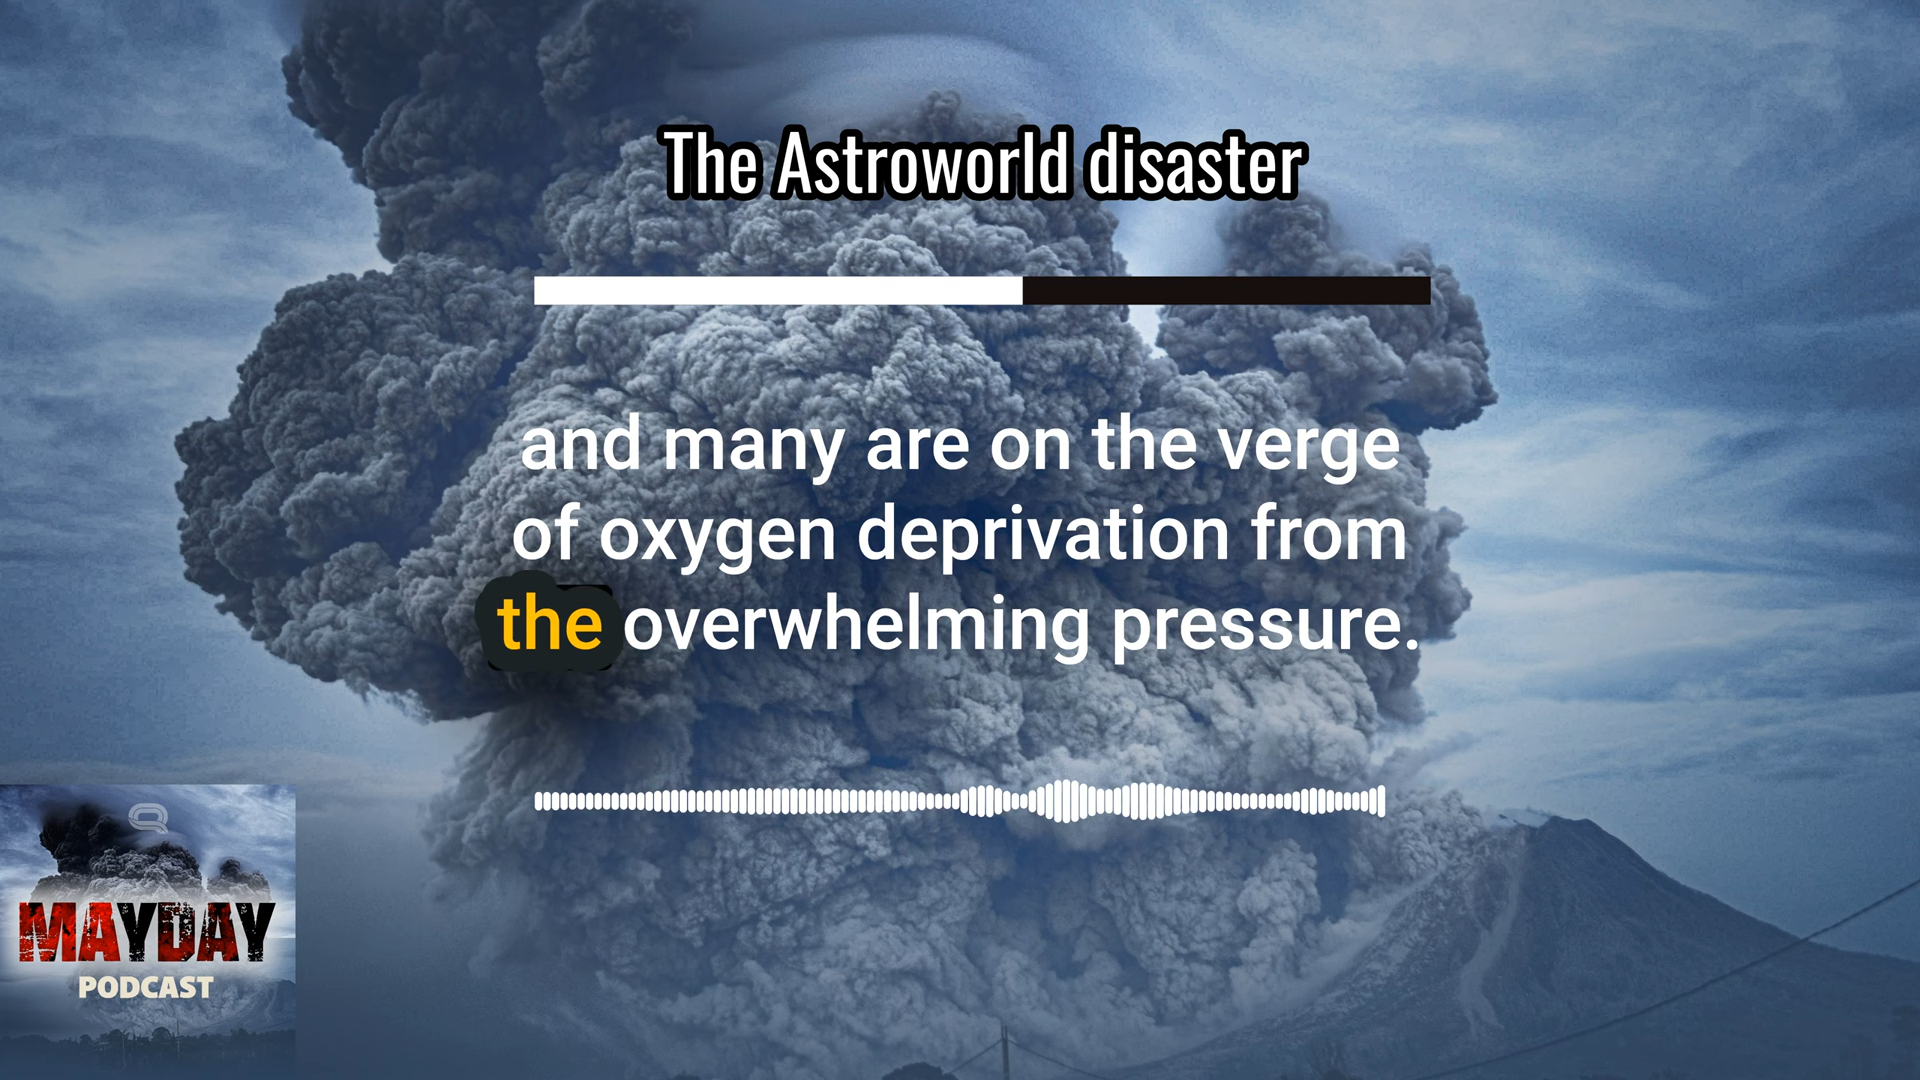 The Astroworld disaster
and many are on the verge
of oxygen deprivation from
the overwhelming pressure.
MAYDAY
PODCAST